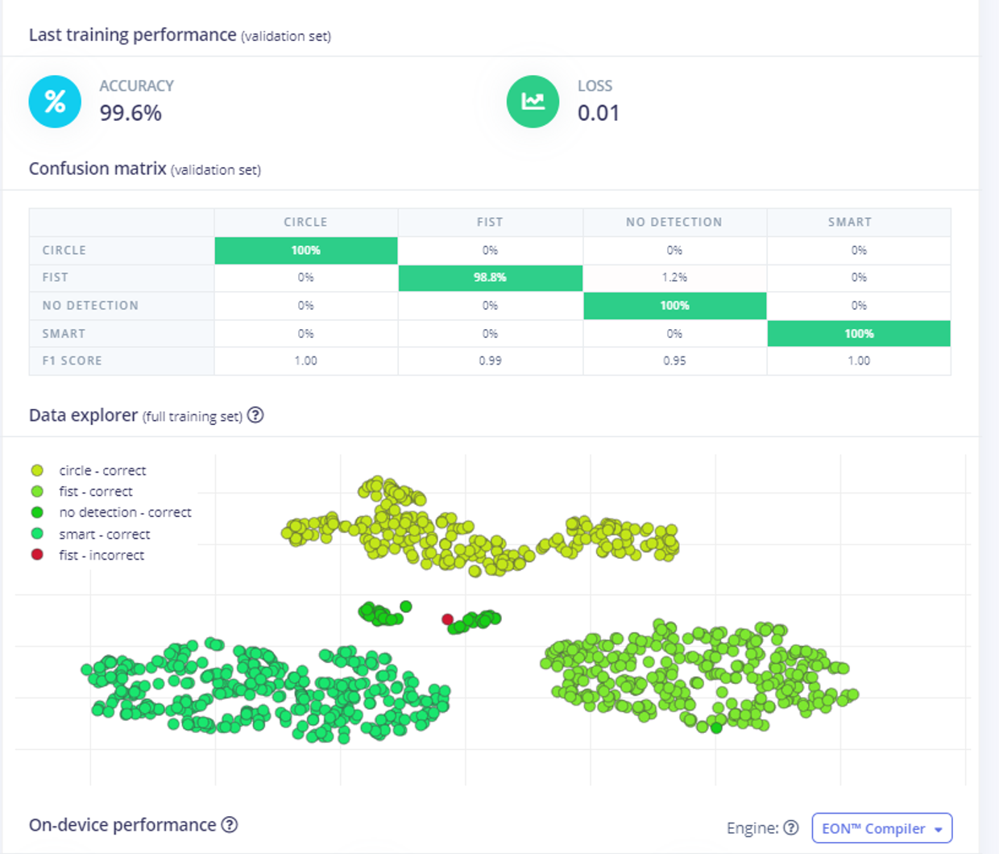 Last training performance (validation set)
% ACCURACY
99.6%
LOSS
0.01
Confusion matrix (validation set)
CIRCLE FIST NO DETECTION SMART
CIRCLE 100% 0% 0% 0%
FIST 0% 98.8% 1.2% 0%
NO DETECTION 0% 0% 100% 0%
SMART 0% 0% 0% 100%
F1 SCORE 1.00 0.99 0.95 1.00
Data explorer (full training set) ?
circle - correct
fist - correct
no detection - correct
smart - correct
fist - incorrect
On-device performance ? Engine: ? EON™ Compiler